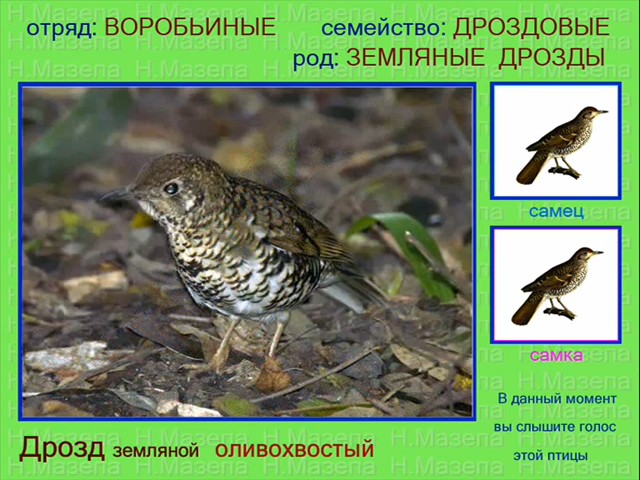 отряд: ВОРОБЬИНЫЕ семейство: ДРОЗДОВЫЕ
род: ЗЕМЛЯНЫЕ ДРОЗДЫ
самец
самка
В данный момент
вы слышите голос
этой птицы
Дрозд земляной оливохвостый
Н.Мазепа